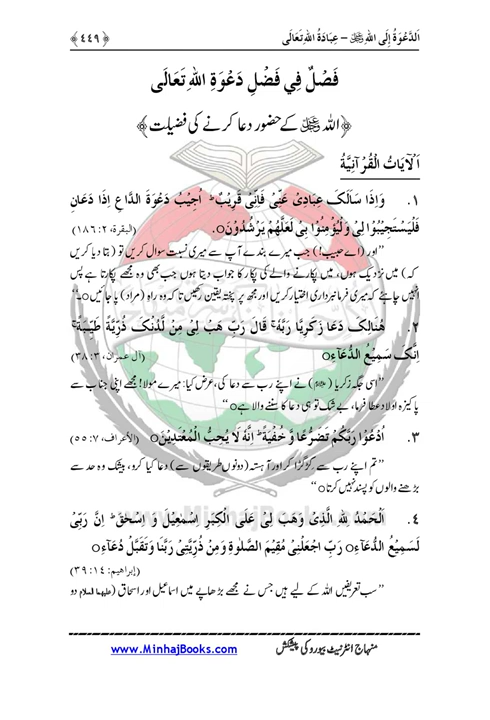 اَلدَّعْوَةُ إِلَى اللهِ ﷻ – عِبَادَةُ اللهِ تَعَالَى ﴿ ٤٤٩ ﴾
فَصْلٌ فِي فَضْلِ دَعْوَةِ اللهِ تَعَالَى
﴿اللہ ﷻ کے حضور دعا کرنے کی فضیلت﴾
اَلْآيَاتُ الْقُرْآنِيَّةُ
١. وَاِذَا سَاَلَکَ عِبَادِيْ عَنِّيْ فَاِنِّيْ قَرِيْبٌ ؕ اُجِيْبُ دَعْوَةَ الدَّاعِ اِذَا دَعَانِ
فَلْيَسْتَجِيْبُوْا لِيْ وَلْيُؤْمِنُوْا بِيْ لَعَلَّهُمْ يَرْشُدُوْنَo (البقرة، ٢: ١٨٦)
’’اور (اے حبیب!) جب میرے بندے آپ سے میری نسبت سوال کریں تو (بتا دیا کریں
کہ) میں نزدیک ہوں، میں پکارنے والے کی پکار کا جواب دیتا ہوں جب بھی وہ مجھے پکارتا ہے پس
انہیں چاہئے کہ میری فرمانبرداری اختیار کریں اور مجھ پر پختہ یقین رکھیں تاکہ وہ راہِ (مراد) پا جائیںo‘‘
٢. هُنَالِکَ دَعَا زَکَرِيَّا رَبَّهُ ۚ قَالَ رَبِّ هَبْ لِيْ مِنْ لَّدُنْکَ ذُرِّيَّةً طَيِّبَةً ۚ
اِنَّکَ سَمِيْعُ الدُّعَآءِo (آل عمران، ٣: ٣٨)
’’اسی جگہ زکریا (علیہ السلام) نے اپنے رب سے دعا کی، عرض کیا: میرے مولا! مجھے اپنی جناب سے
پاکیزہ اولاد عطا فرما، بے شک تو ہی دعا کا سننے والا ہےo‘‘
٣. اُدْعُوْا رَبَّکُمْ تَضَرُّعًا وَّ خُفْيَةً ؕ اِنَّهُ لَا يُحِبُّ الْمُعْتَدِيْنَo (الأعراف، ٧: ٥٥)
’’تم اپنے رب سے گڑگڑا کر اور آہستہ (دونوں طریقوں سے) دعا کیا کرو، بیشک وہ حد سے
بڑھنے والوں کو پسند نہیں کرتاo‘‘
٤. اَلْحَمْدُ ِللهِ الَّذِيْ وَهَبَ لِيْ عَلَی الْکِبَرِ اِسْمٰعِيْلَ وَ اِسْحٰقَ ؕ اِنَّ رَبِّيْ
لَسَمِيْعُ الدُّعَآءِo رَبِّ اجْعَلْنِيْ مُقِيْمَ الصَّلٰوةِ وَمِنْ ذُرِّيَّتِيْ رَبَّنَا وَتَقَبَّلْ دُعَآءِo
(إبراهيم: ١٤: ٣٩)
’’سب تعریفیں اللہ کے لیے ہیں جس نے مجھے بڑھاپے میں اسماعیل اور اسحاق (علیہما السلام دو
منہاج انٹرنیٹ بیورو کی پیشکش www.MinhajBooks.com